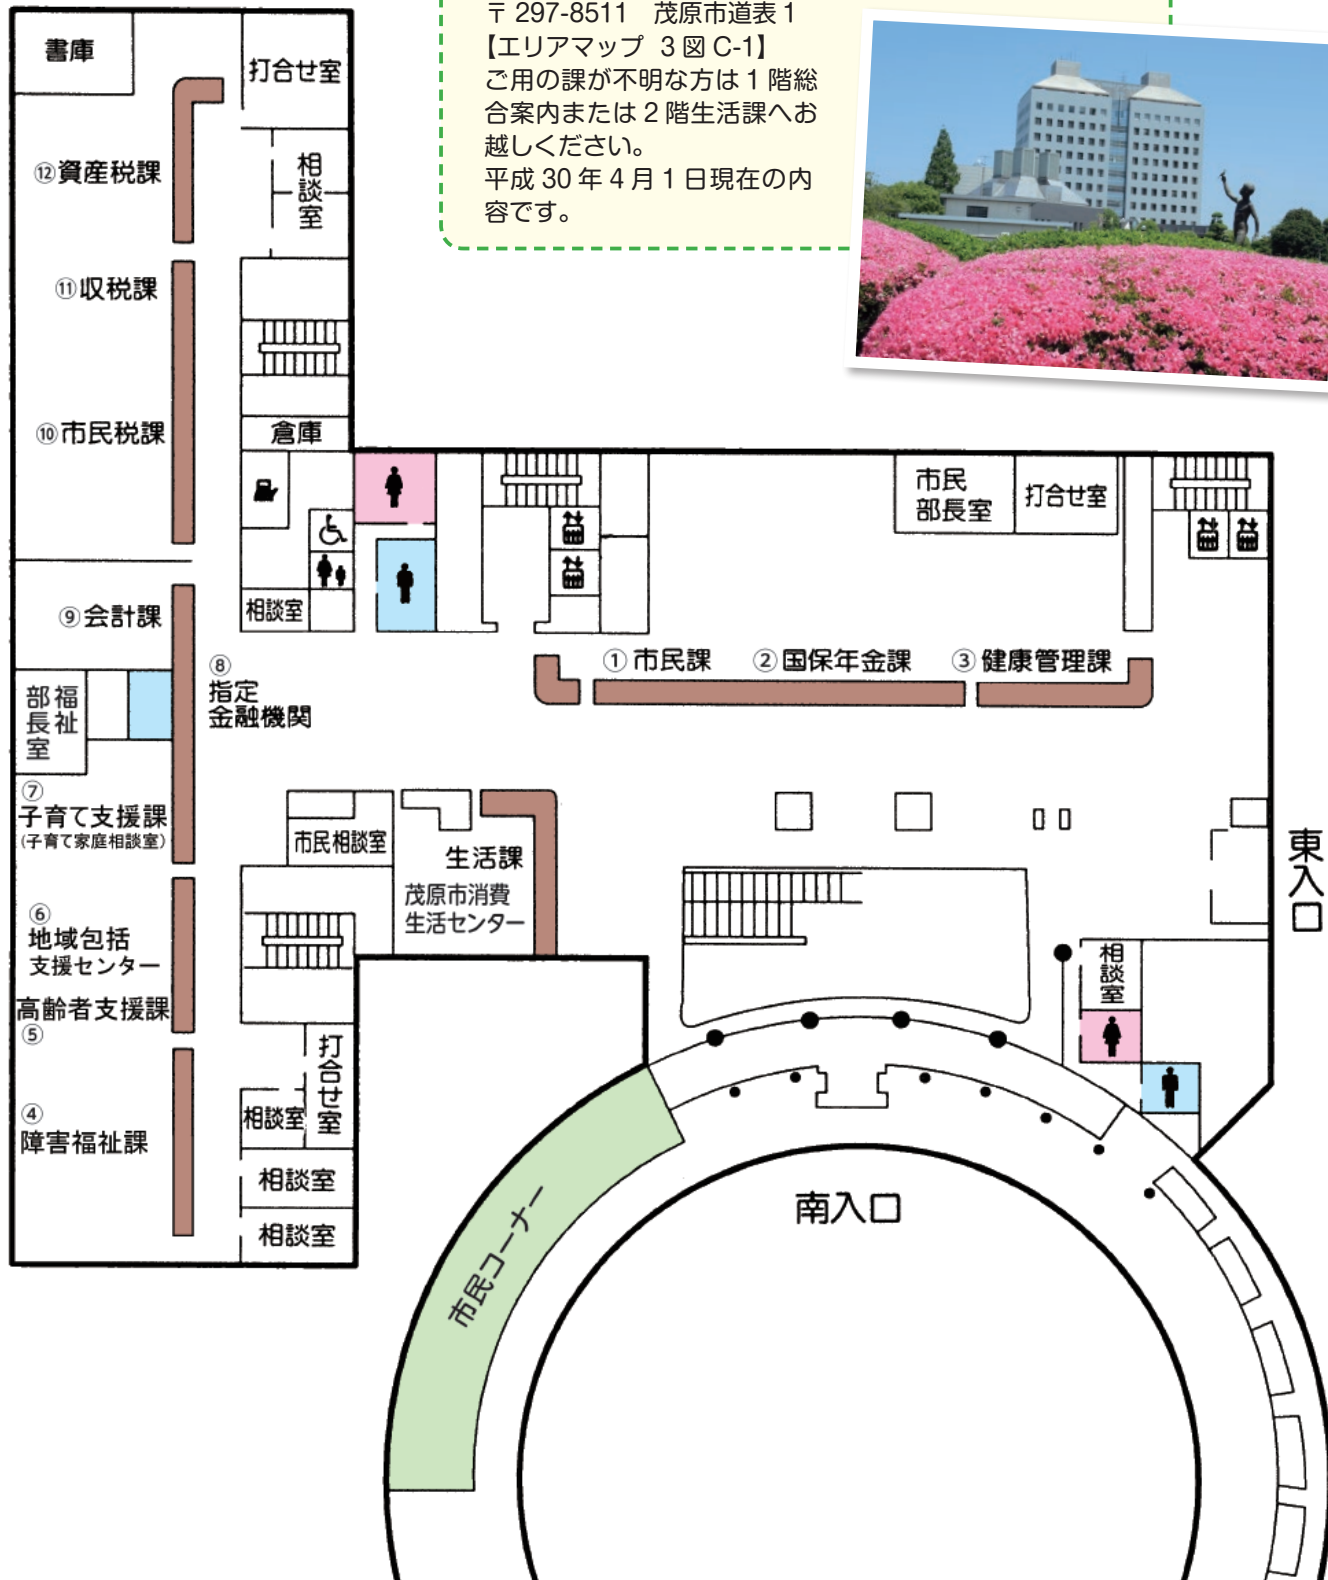 〒297-8511 茂原市道表1
【エリアマップ 3図 C-1】
ご用の課が不明な方は1階総
合案内または2階生活課へお
越しください。
平成30年4月1日現在の内
容です。
書庫
打合せ室
⑫資産税課
相談室
⑪収税課
⑩市民税課
倉庫
相談室
⑨会計課
⑧
指定
金融機関
福祉
部長室
⑦
子育て支援課
(子育て家庭相談室)
⑥
地域包括
支援センター
高齢者支援課
⑤
④
障害福祉課
市民
部長室
打合せ室
①市民課
②国保年金課
③健康管理課
市民相談室
生活課
茂原市消費
生活センター
打合せ室
相談室
相談室
相談室
東入口
相談室
南入口
市民コーナー